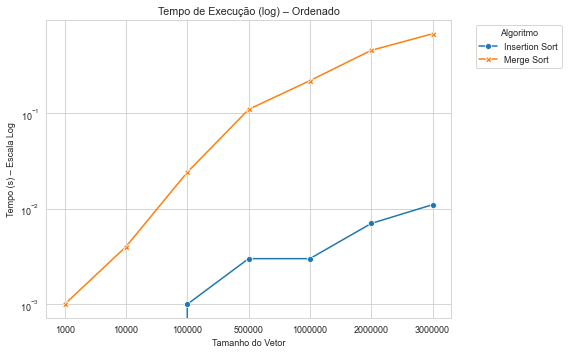 Tempo de Execução (log) – Ordenado
Algoritmo
Insertion Sort
Merge Sort
Tempo (s) – Escala Log
10⁻¹
10⁻²
10⁻³
1000 10000 100000 500000 1000000 2000000 3000000
Tamanho do Vetor